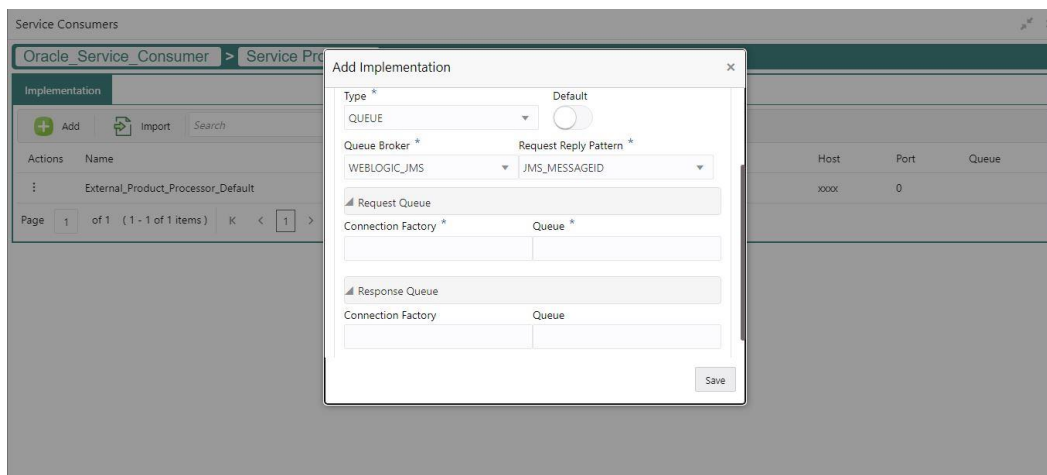 Service Consumers
Oracle_Service_Consumer > Service Pro
Implementation
Add Import Search
Actions Name Host Port Queue
External_Product_Processor_Default xxxx 0
Page 1 of 1 (1 - 1 of 1 items) K < 1 >
Add Implementation ×
Type * Default
QUEUE
Queue Broker * Request Reply Pattern *
WEBLOGIC_JMS JMS_MESSAGEID
Request Queue
Connection Factory * Queue *
Response Queue
Connection Factory Queue
Save